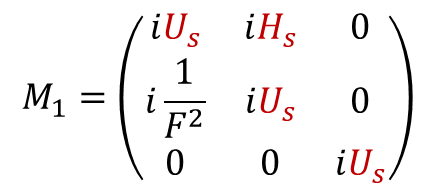 iU_s iH_s 0
M_1 = ( i 1/F^2 iU_s 0 )
0 0 iU_s